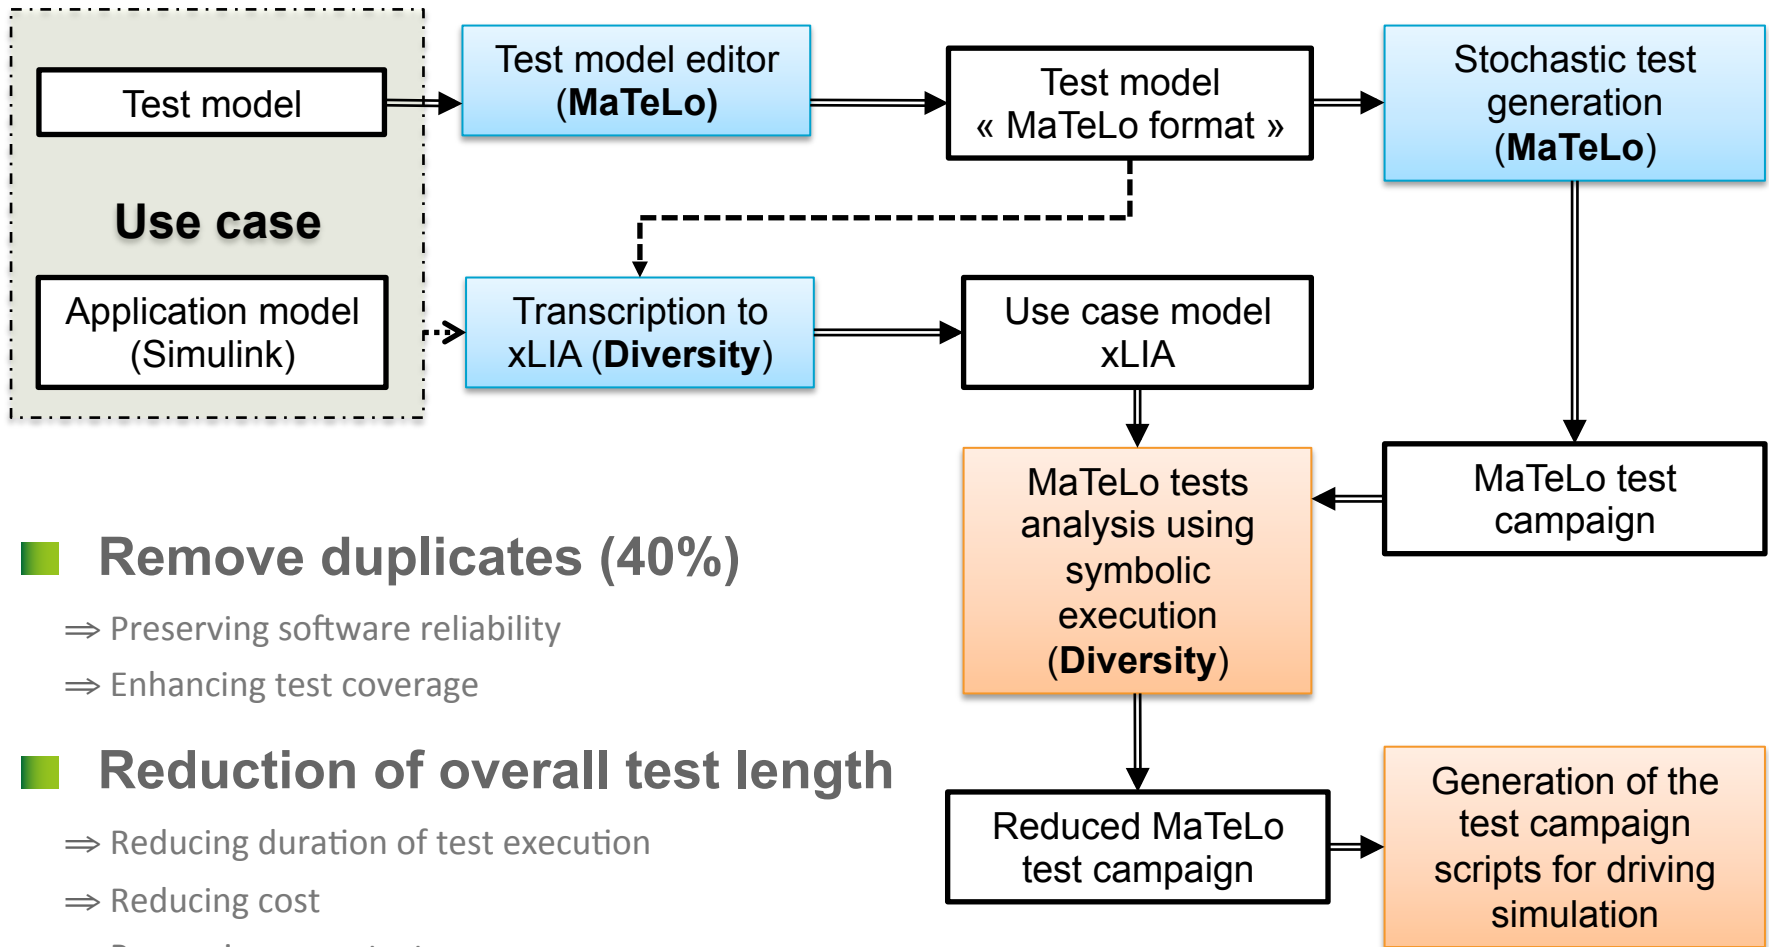 Test model
Use case
Application model
(Simulink)
Test model editor
(MaTeLo)
Test model
« MaTeLo format »
Stochastic test
generation
(MaTeLo)
Transcription to
xLIA (Diversity)
Use case model
xLIA
MaTeLo tests
analysis using
symbolic
execution
(Diversity)
MaTeLo test
campaign
Reduced MaTeLo
test campaign
Generation of the
test campaign
scripts for driving
simulation
Remove duplicates (40%)
⇒ Preserving software reliability
⇒ Enhancing test coverage
Reduction of overall test length
⇒ Reducing duration of test execution
⇒ Reducing cost